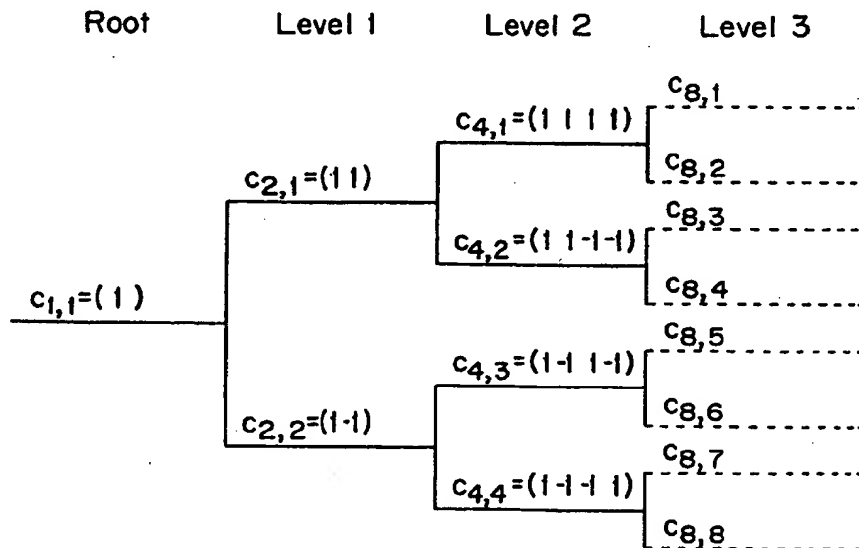 Root Level 1 Level 2 Level 3
c8,1
c4,1=(1 1 1 1)
c8,2
c2,1=(1 1)
c8,3
c4,2=(1 1-1-1)
c8,4
c1,1=(1)
c8,5
c4,3=(1-1 1-1)
c8,6
c2,2=(1-1)
c8,7
c4,4=(1-1-1 1)
c8,8